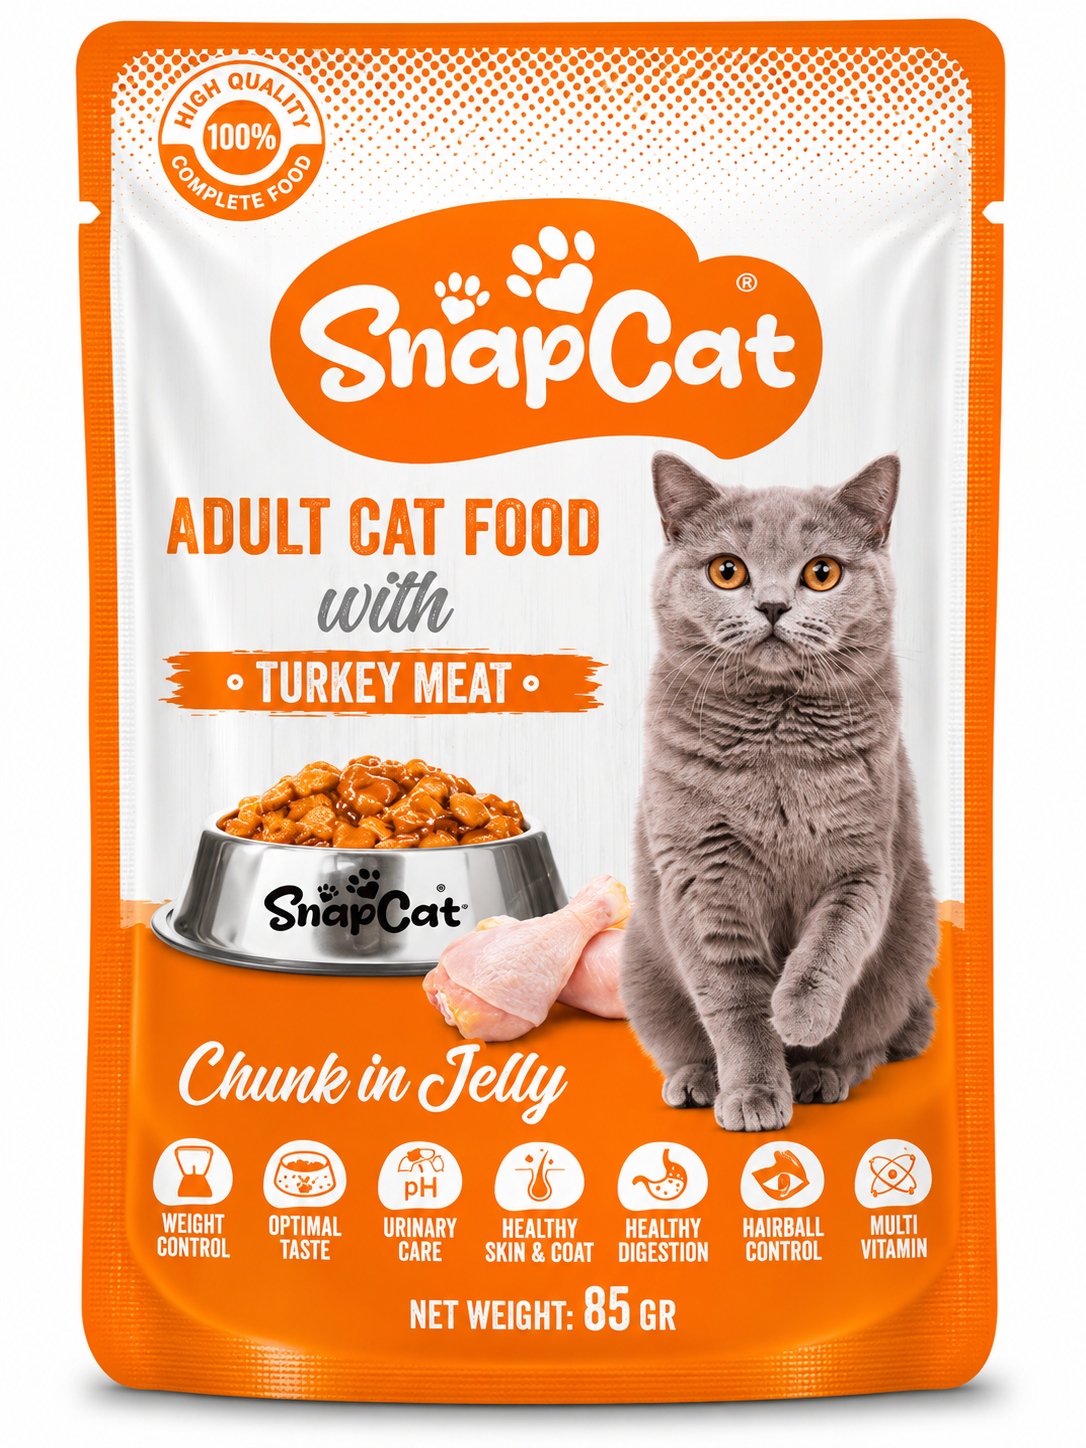 HIGH QUALITY
100%
COMPLETE FOOD
SnapCat
®
ADULT CAT FOOD
with
TURKEY MEAT
SnapCat
®
Chunk in Jelly
pH
WEIGHT CONTROL
OPTIMAL TASTE
URINARY CARE
HEALTHY SKIN & COAT
HEALTHY DIGESTION
HAIRBALL CONTROL
MULTI VITAMIN
NET WEIGHT: 85 GR